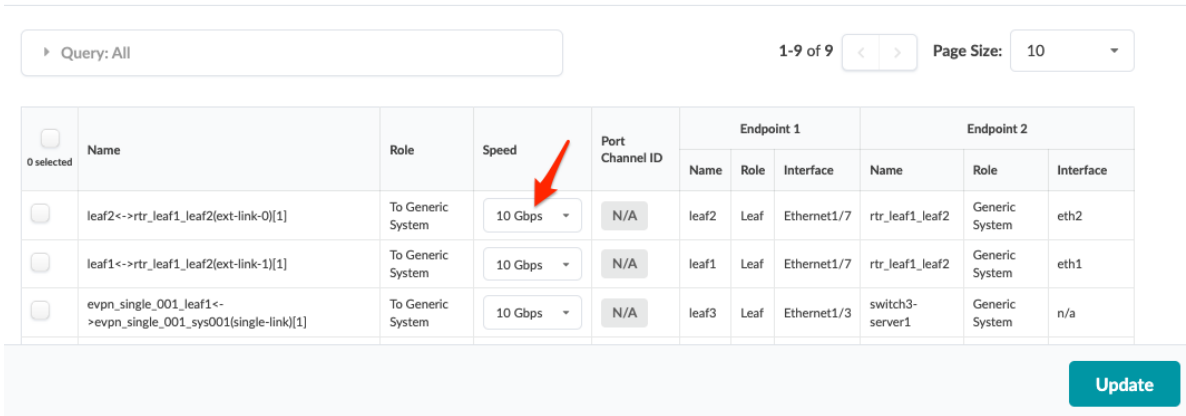 Query: All
1-9 of 9
Page Size: 10
0 selected
Name
Role
Speed
Port
Channel ID
Endpoint 1
Endpoint 2
Name Role Interface Name Role Interface
leaf2<->rtr_leaf1_leaf2(ext-link-0)[1]
To Generic
System
10 Gbps
N/A
leaf2
Leaf
Ethernet1/7
rtr_leaf1_leaf2
Generic
System
eth2
leaf1<->rtr_leaf1_leaf2(ext-link-1)[1]
To Generic
System
10 Gbps
N/A
leaf1
Leaf
Ethernet1/7
rtr_leaf1_leaf2
Generic
System
eth1
evpn_single_001_leaf1<-
>evpn_single_001_sys001(single-link)[1]
To Generic
System
10 Gbps
N/A
leaf3
Leaf
Ethernet1/3
switch3-
server1
Generic
System
n/a
Update